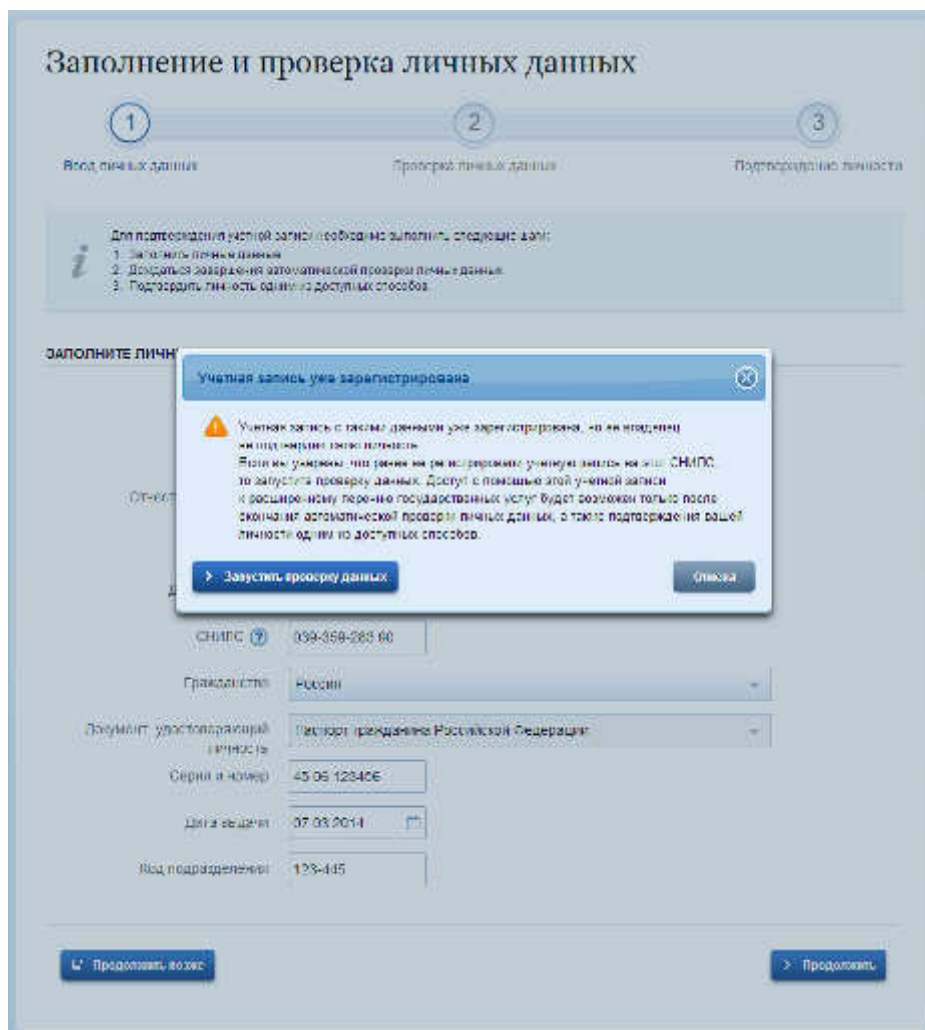 Заполнение и проверка личных данных
1
2
3
Ввод личных данных
Проверка личных данных
Подтверждение личности
Для подтверждения учетной записи необходимо выполнить следующие шаги:
1. Заполнить личные данные
2. Дождаться завершения автоматической проверки личных данных
3. Подтвердить личность одним из доступных способов
ЗАПОЛНИТЕ ЛИЧН
Учетная запись уже зарегистрирована
Учетная запись с такими данными уже зарегистрирована, но ее владелец
не подтвердил свою личность.
Если вы уверены, что ранее не регистрировали учетную запись на этот СНИЛС,
то запустите проверку данных. Доступ с помощью этой учетной записи
к расширенному перечню государственных услуг будет возможен только после
окончания автоматической проверки личных данных, а также подтверждения вашей
личности одним из доступных способов.
Запустить проверку данных
Отмена
Отчест
Д
СНИЛС ?
Гражданство
Россия
Документ, удостоверяющий
личность
Паспорт гражданина Российской Федерации
Серия и номер
45 06 123456
Дата выдачи
07.03.2014
Код подразделения
123-445
Продолжить позже
Продолжить